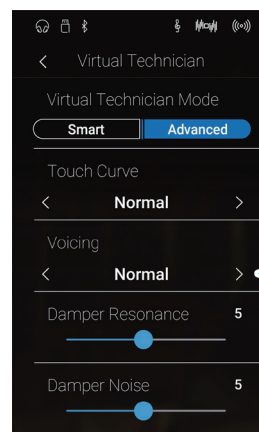 Virtual Technician
Virtual Technician Mode
Smart Advanced
Touch Curve
Normal
Voicing
Normal
Damper Resonance 5
Damper Noise 5